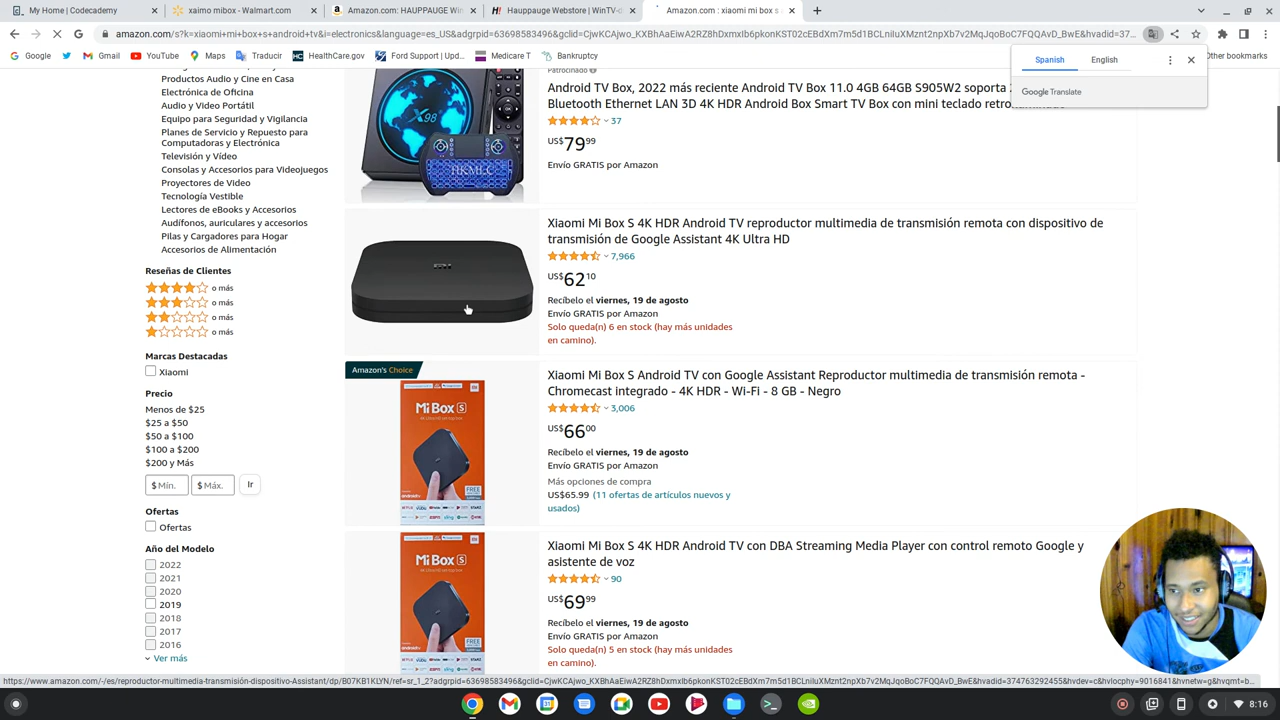 My Home | Codecademy
xaimo mibox - Walmart.com
Amazon.com: HAUPPAUGE Win
Hauppauge Webstore | WinTV-d
Amazon.com : xiaomi mi box s
amazon.com/s?k=xiaomi+mi+box+s+android+tv&i=electronics&language=es_US&adgrpid=63698583496&gclid=CjwKCAjwo_KXBhAaEiwA2RZ8hDxmxIb6pkonKST02cEBdXm7m5d1BCLniluXMznt2npXb7v2MqJqoBoC7FQQAvD_BwE&hvadid=37...
Google
Gmail
YouTube
Maps
Traducir
HealthCare.gov
Ford Support | Upd...
Medicare T
Bankruptcy
Other bookmarks
Spanish
English
Google Translate
Productos Audio y Cine en Casa
Electrónica de Oficina
Audio y Video Portátil
Equipo para Seguridad y Vigilancia
Planes de Servicio y Repuesto para
Computadoras y Electrónica
Televisión y Vídeo
Consolas y Accesorios para Videojuegos
Proyectores de Video
Tecnología Vestible
Lectores de eBooks y Accesorios
Audífonos, auriculares y accesorios
Pilas y Cargadores para Hogar
Accesorios de Alimentación
Reseñas de Clientes
o más
o más
o más
o más
Marcas Destacadas
Xiaomi
Precio
Menos de $25
$25 a $50
$50 a $100
$100 a $200
$200 y Más
$ Mín.
$ Máx.
Ir
Ofertas
Ofertas
Año del Modelo
2022
2021
2020
2019
2018
2017
2016
Ver más
Patrocinado
Android TV Box, 2022 más reciente Android TV Box 11.0 4GB 64GB S905W2 soporta
Bluetooth Ethernet LAN 3D 4K HDR Android Box Smart TV Box con mini teclado retro
37
US$79.99
Envío GRATIS por Amazon
X98
Xiaomi Mi Box S 4K HDR Android TV reproductor multimedia de transmisión remota con dispositivo de
transmisión de Google Assistant 4K Ultra HD
7,966
US$62.10
Recíbelo el viernes, 19 de agosto
Envío GRATIS por Amazon
Solo queda(n) 6 en stock (hay más unidades
en camino).
Amazon's Choice
Mi Box S
Xiaomi Mi Box S Android TV con Google Assistant Reproductor multimedia de transmisión remota -
Chromecast integrado - 4K HDR - Wi-Fi - 8 GB - Negro
3,006
US$66.00
Recíbelo el viernes, 19 de agosto
Envío GRATIS por Amazon
Más opciones de compra
US$65.99 (11 ofertas de artículos nuevos y
usados)
Mi Box S
Xiaomi Mi Box S 4K HDR Android TV con DBA Streaming Media Player con control remoto Google y
asistente de voz
90
US$69.99
Recíbelo el viernes, 19 de agosto
Envío GRATIS por Amazon
Solo queda(n) 5 en stock (hay más unidades
en camino).
8:16